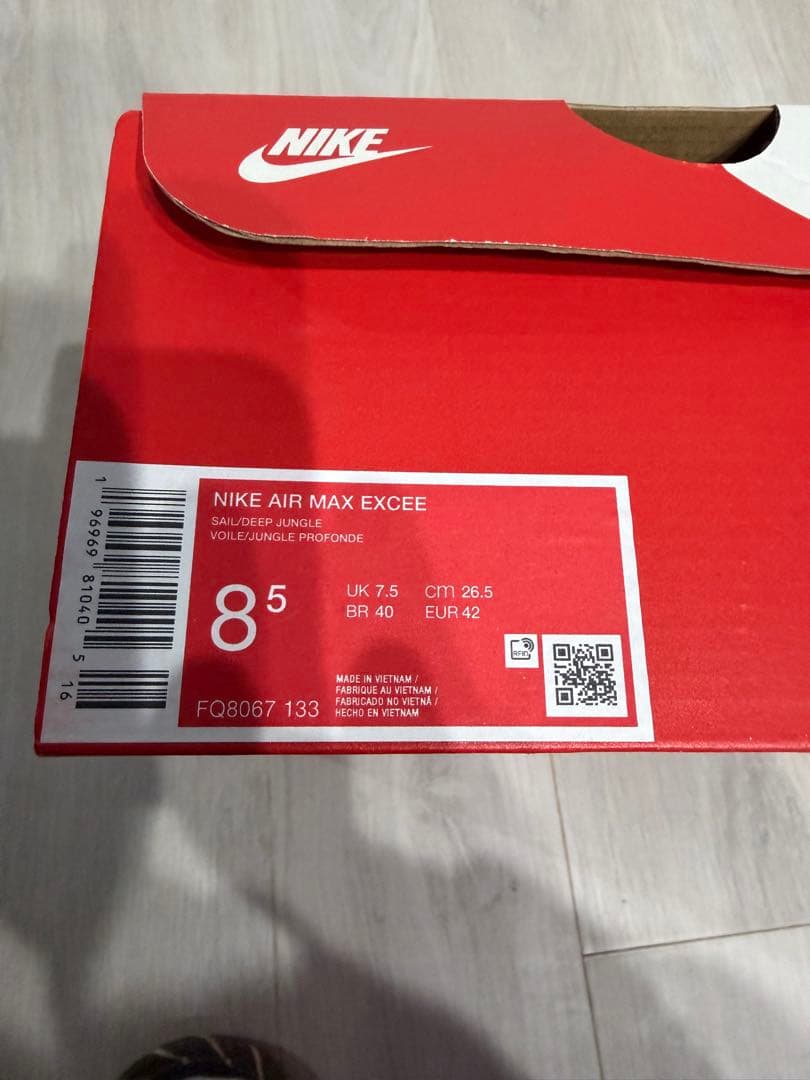 NIKE
NIKE AIR MAX EXCEE
SAIL/DEEP JUNGLE
VOILE/JUNGLE PROFONDE
8⁵
UK 7.5 cm 26.5
BR 40 EUR 42
RFID
MADE IN VIETNAM /
FABRIQUE AU VIETNAM /
FABRICADO NO VIETNÃ /
HECHO EN VIETNAM
FQ8067 133
1 96969 81040 5 16